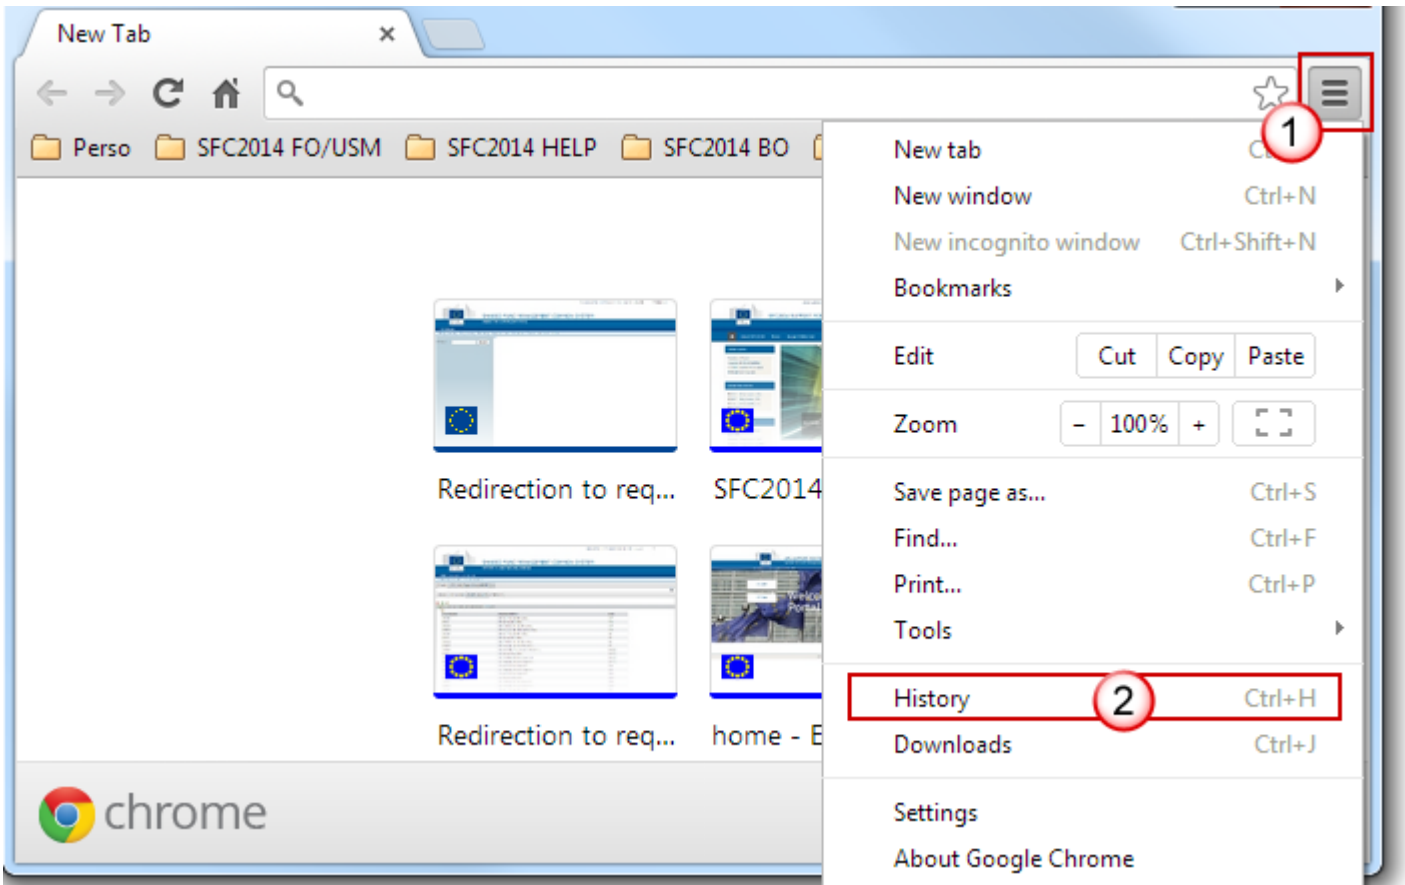 New Tab
1
Perso SFC2014 FO/USM SFC2014 HELP SFC2014 BO
New tab
New window Ctrl+N
New incognito window Ctrl+Shift+N
Bookmarks
Edit Cut Copy Paste
Zoom - 100% +
Redirection to req... SFC2014
Save page as... Ctrl+S
Find... Ctrl+F
Print... Ctrl+P
Tools
Welco
Portal
History 2 Ctrl+H
Redirection to req... home - E
Downloads Ctrl+J
chrome
Settings
About Google Chrome